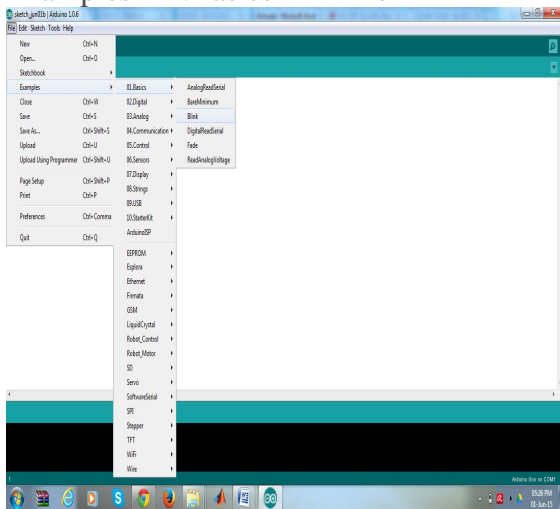 sketch_jun01b | Arduino 1.0.6
File Edit Sketch Tools Help
New Ctrl+N
Open... Ctrl+O
Sketchbook
Examples
Close Ctrl+W
Save Ctrl+S
Save As... Ctrl+Shift+S
Upload Ctrl+U
Upload Using Programmer Ctrl+Shift+U
Page Setup Ctrl+Shift+P
Print Ctrl+P
Preferences Ctrl+Comma
Quit Ctrl+Q
01.Basics
02.Digital
03.Analog
04.Communication
05.Control
06.Sensors
07.Display
08.Strings
09.USB
10.StarterKit
ArduinoISP
EEPROM
Esplora
Ethernet
Firmata
GSM
LiquidCrystal
Robot_Control
Robot_Motor
SD
Servo
SoftwareSerial
SPI
Stepper
TFT
WiFi
Wire
AnalogReadSerial
BareMinimum
Blink
DigitalReadSerial
Fade
ReadAnalogVoltage
1
Arduino Uno on COM1
05:36 PM
01-Jun-15